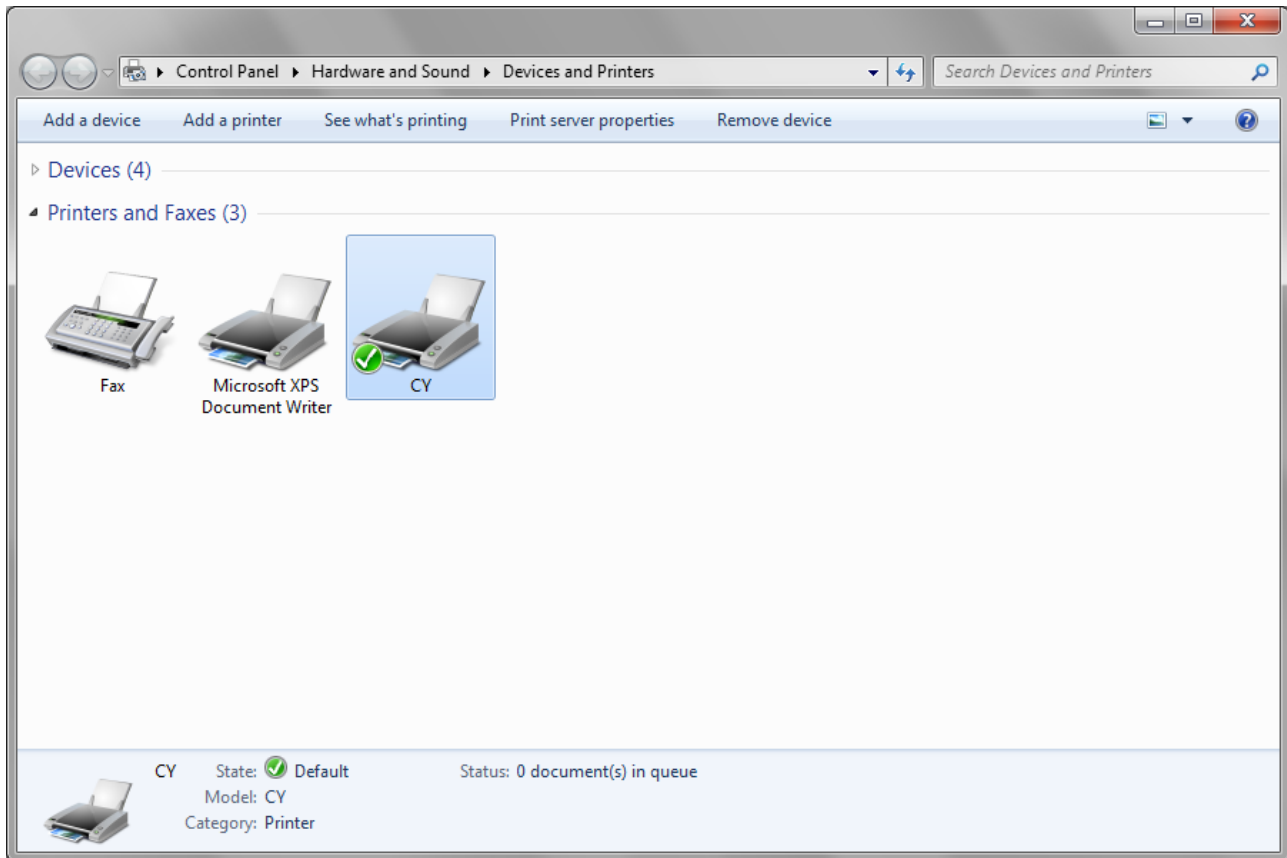 Control Panel Hardware and Sound Devices and Printers Search Devices and Printers
Add a device Add a printer See what's printing Print server properties Remove device
Devices (4)
Printers and Faxes (3)
Fax
Microsoft XPS
Document Writer
CY
CY State: Default Status: 0 document(s) in queue
Model: CY
Category: Printer